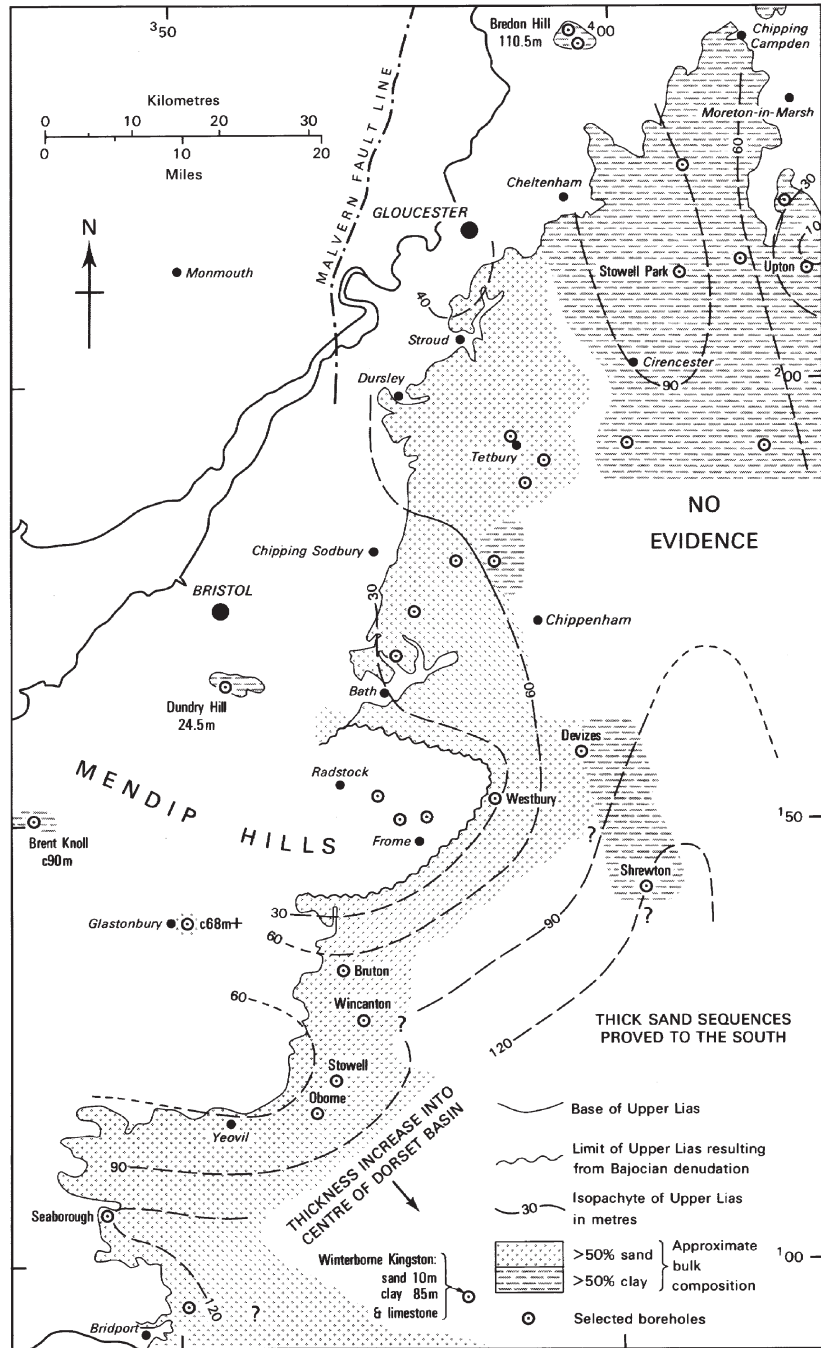 ³50
Bredon Hill
110.5m
⁴00
Chipping
Campden
Kilometres
0 10 20 30
0 10 20
Miles
MALVERN FAULT LINE
Moreton-in-Marsh
60
30
10
Cheltenham
GLOUCESTER
N
Monmouth
Stowell Park
Upton
40
Stroud
Cirencester
90
²00
Dursley
Tetbury
NO
EVIDENCE
Chipping Sodbury
BRISTOL
30
Chippenham
60
Dundry Hill
24.5m
Bath
Devizes
MENDIP HILLS
Radstock
Westbury
¹50
Brent Knoll
c90m
Frome
?
Shrewton
?
30
90
Glastonbury
c68m+
60
Bruton
60
Wincanton
?
120
THICK SAND SEQUENCES
PROVED TO THE SOUTH
Stowell
Oborne
Yeovil
90
THICKNESS INCREASE INTO
CENTRE OF DORSET BASIN
Base of Upper Lias
Limit of Upper Lias resulting
from Bajocian denudation
30
Isopachyte of Upper Lias
in metres
Seaborough
>50% sand
>50% clay
Approximate
bulk
composition
¹00
Winterborne Kingston:
sand 10m
clay 85m
& limestone
120
?
Selected boreholes
Bridport